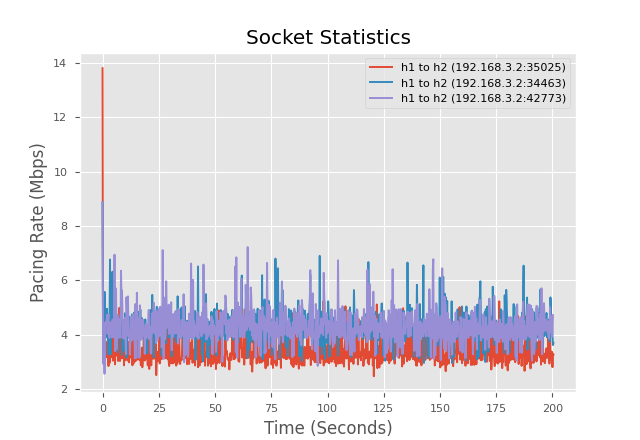 Socket Statistics
h1 to h2 (192.168.3.2:35025)
h1 to h2 (192.168.3.2:34463)
h1 to h2 (192.168.3.2:42773)
Pacing Rate (Mbps)
14
12
10
8
6
4
2
0 25 50 75 100 125 150 175 200
Time (Seconds)